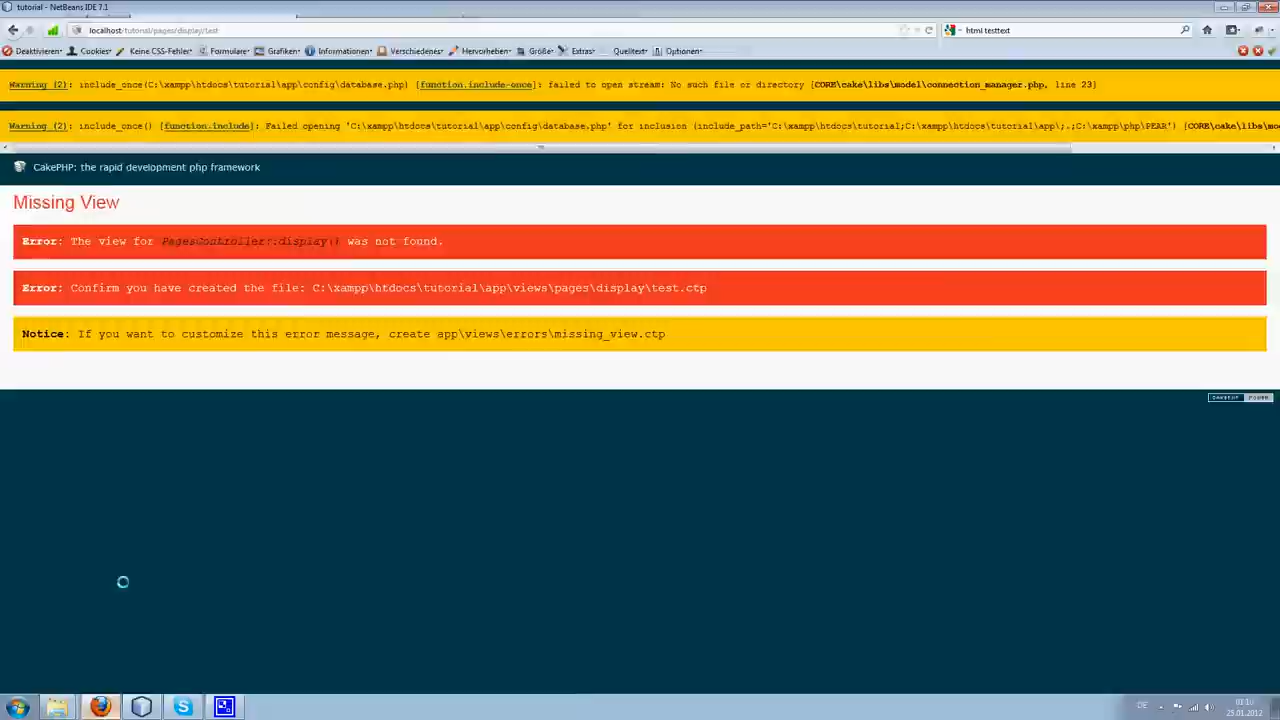 tutorial - NetBeans IDE 7.1
localhost/tutorial/pages/display/test
html testtext
Deaktivieren Cookies Keine CSS-Fehler Formulare Grafiken Informationen Verschiedenes Hervorheben Größe Extras Quelltext Optionen
Warning (2): include_once(C:\xampp\htdocs\tutorial\app\config\database.php) [function.include-once]: failed to open stream: No such file or directory [CORE\cake\libs\model\connection_manager.php, line 23]
Warning (2): include_once() [function.include]: Failed opening 'C:\xampp\htdocs\tutorial\app\config\database.php' for inclusion (include_path='C:\xampp\htdocs\tutorial;C:\xampp\htdocs\tutorial\app\;.;C:\xampp\php\PEAR') [CORE\cake\libs\mo
CakePHP: the rapid development php framework
Missing View
Error: The view for PagesController::display() was not found.
Error: Confirm you have created the file: C:\xampp\htdocs\tutorial\app\views\pages\display\test.ctp
Notice: If you want to customize this error message, create app\views\errors\missing_view.ctp
CAKEPHP POWER
DE
25.01.2012